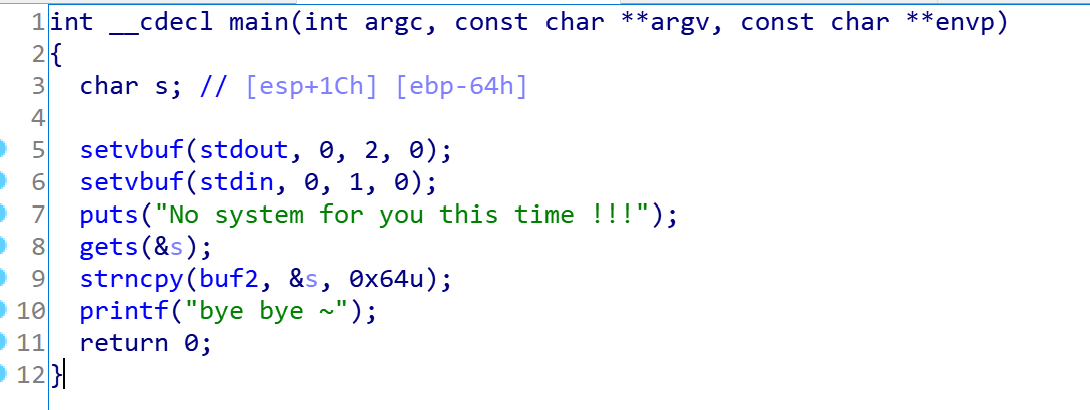 1 int __cdecl main(int argc, const char **argv, const char **envp)
2 {
3   char s; // [esp+1Ch] [ebp-64h]
4
5   setvbuf(stdout, 0, 2, 0);
6   setvbuf(stdin, 0, 1, 0);
7   puts("No system for you this time !!!");
8   gets(&s);
9   strncpy(buf2, &s, 0x64u);
10   printf("bye bye ~");
11   return 0;
12 }